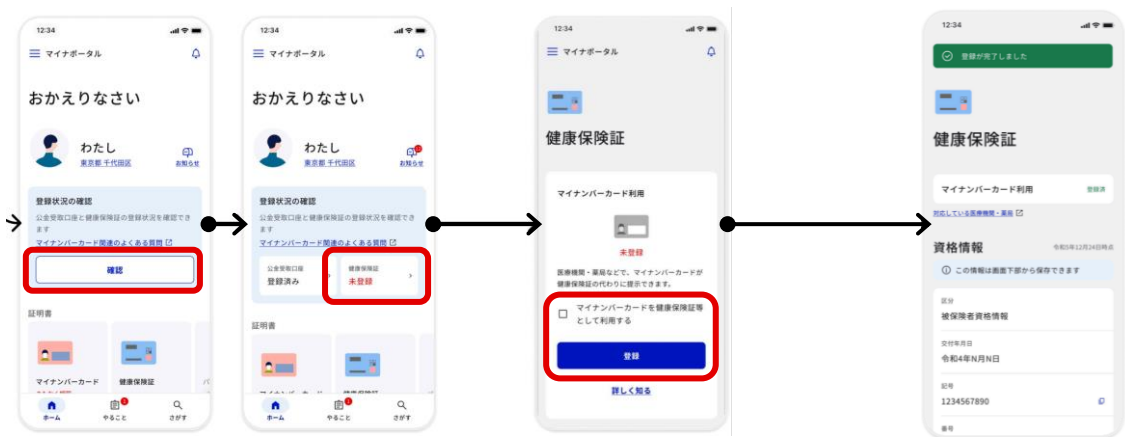 12:34
マイナポータル
おかえりなさい
わたし
東京都 千代田区
お知らせ
登録状況の確認
公金受取口座と健康保険証の登録状況を確認でき
ます
マイナンバーカード関連のよくある質問
確認
証明書
マイナンバーカード
健康保険証
ホーム
やること
さがす
12:34
マイナポータル
おかえりなさい
わたし
東京都 千代田区
お知らせ
登録状況の確認
公金受取口座と健康保険証の登録状況を確認でき
ます
マイナンバーカード関連のよくある質問
公金受取口座
登録済み
健康保険証
未登録
証明書
ホーム
やること
さがす
12:34
マイナポータル
健康保険証
マイナンバーカード利用
未登録
医療機関・薬局などで、マイナンバーカードが
健康保険証の代わりに提示できます。
マイナンバーカードを健康保険証等
として利用する
登録
詳しく知る
12:34
登録が完了しました
健康保険証
マイナンバーカード利用
登録済
対応している医療機関・薬局
資格情報
令和5年12月24日時点
この情報は画面下部から保存できます
区分
被保険者資格情報
交付年月日
令和4年N月N日
記号
1234567890
番号